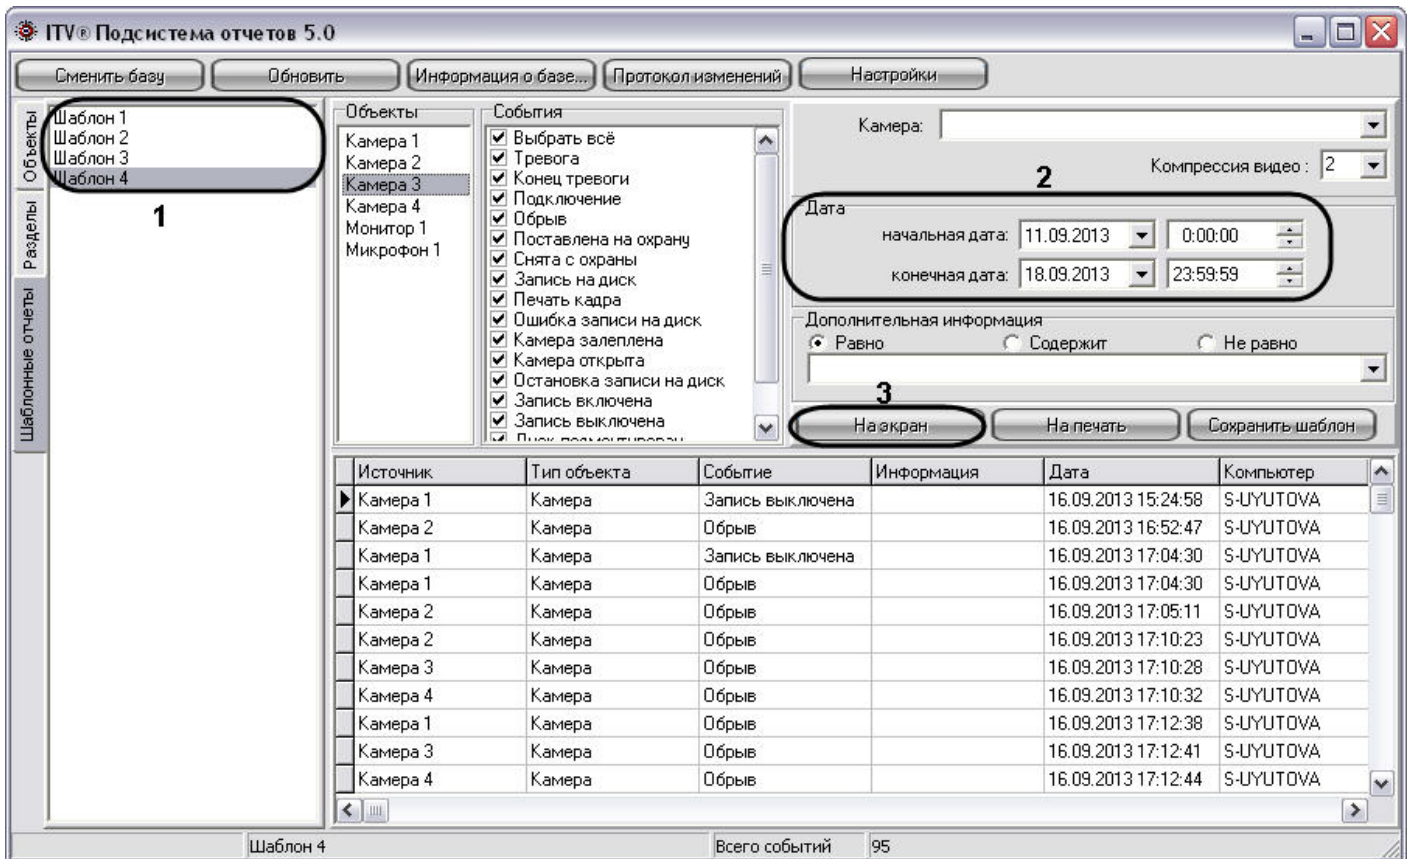 ITV® Подсистема отчетов 5.0
Сменить базу Обновить Информация о базе... Протокол изменений Настройки
Объекты
Разделы
Шаблонные отчеты
Шаблон 1
Шаблон 2
Шаблон 3
Шаблон 4
1
Объекты
Камера 1
Камера 2
Камера 3
Камера 4
Монитор 1
Микрофон 1
События
Выбрать всё
Тревога
Конец тревоги
Подключение
Обрыв
Поставлена на охрану
Снята с охраны
Запись на диск
Печать кадра
Ошибка записи на диск
Камера залеплена
Камера открыта
Остановка записи на диск
Запись включена
Запись выключена
Камера:
Компрессия видео : 2
2
Дата
начальная дата: 11.09.2013 0:00:00
конечная дата: 18.09.2013 23:59:59
Дополнительная информация
Равно Содержит Не равно
3
На экран На печать Сохранить шаблон
Источник Тип объекта Событие Информация Дата Компьютер
Камера 1 Камера Запись выключена 16.09.2013 15:24:58 S-UYUTOVA
Камера 2 Камера Обрыв 16.09.2013 16:52:47 S-UYUTOVA
Камера 1 Камера Запись выключена 16.09.2013 17:04:30 S-UYUTOVA
Камера 1 Камера Обрыв 16.09.2013 17:04:30 S-UYUTOVA
Камера 2 Камера Обрыв 16.09.2013 17:05:11 S-UYUTOVA
Камера 2 Камера Обрыв 16.09.2013 17:10:23 S-UYUTOVA
Камера 3 Камера Обрыв 16.09.2013 17:10:28 S-UYUTOVA
Камера 4 Камера Обрыв 16.09.2013 17:10:32 S-UYUTOVA
Камера 1 Камера Обрыв 16.09.2013 17:12:38 S-UYUTOVA
Камера 3 Камера Обрыв 16.09.2013 17:12:41 S-UYUTOVA
Камера 4 Камера Обрыв 16.09.2013 17:12:44 S-UYUTOVA
Шаблон 4 Всего событий 95